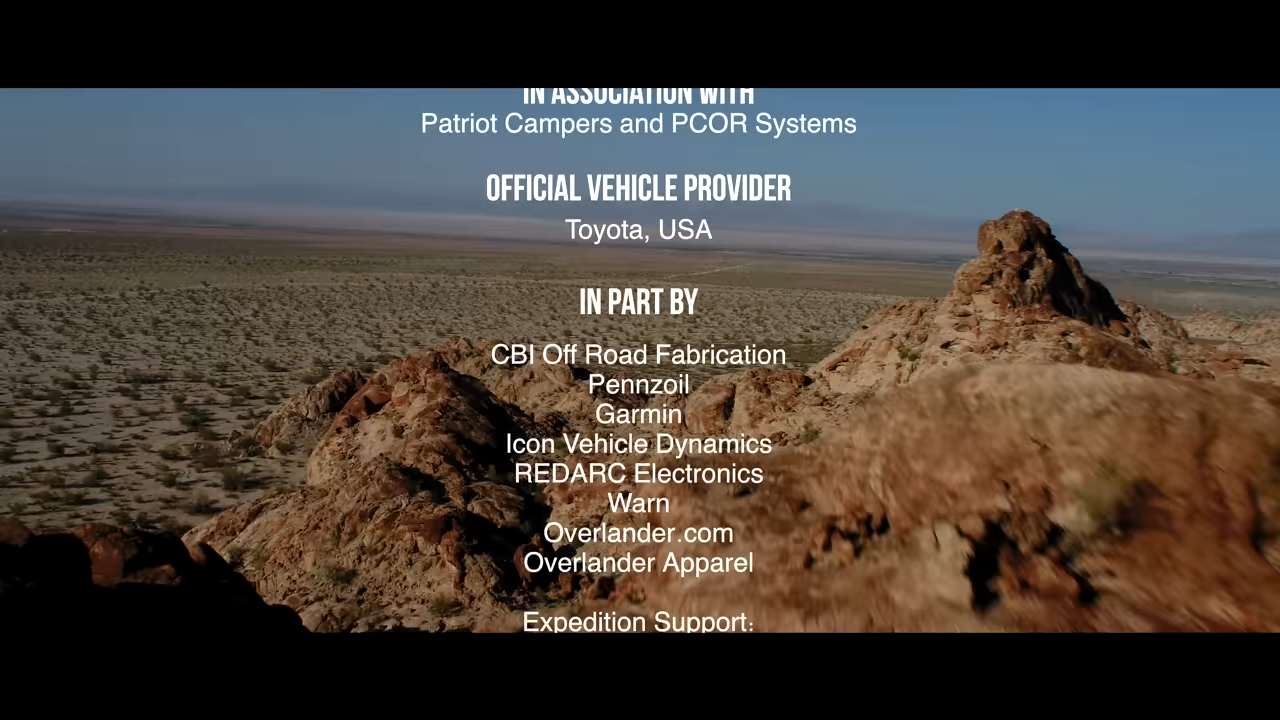 IN ASSOCIATION WITH
Patriot Campers and PCOR Systems
OFFICIAL VEHICLE PROVIDER
Toyota, USA
IN PART BY
CBI Off Road Fabrication
Pennzoil
Garmin
Icon Vehicle Dynamics
REDARC Electronics
Warn
Overlander.com
Overlander Apparel
Expedition Support: